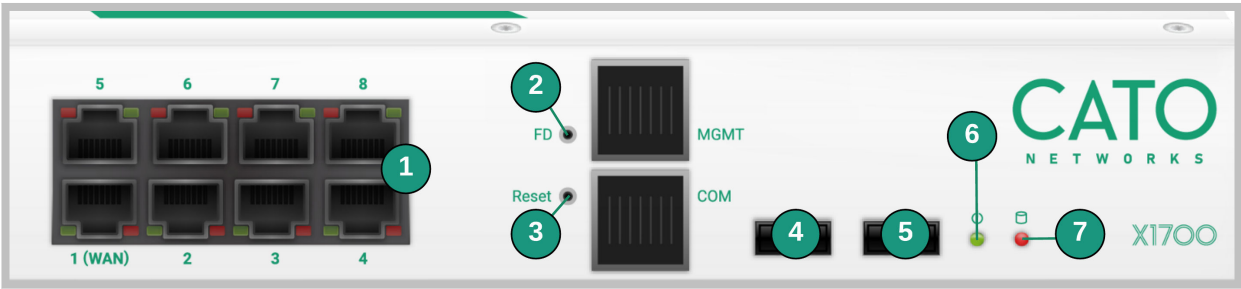 5 6 7 8
1
1 (WAN) 2 3 4
2
FD
MGMT
Reset
COM
3
4
5
6
7
CATO
NETWORKS
X1700